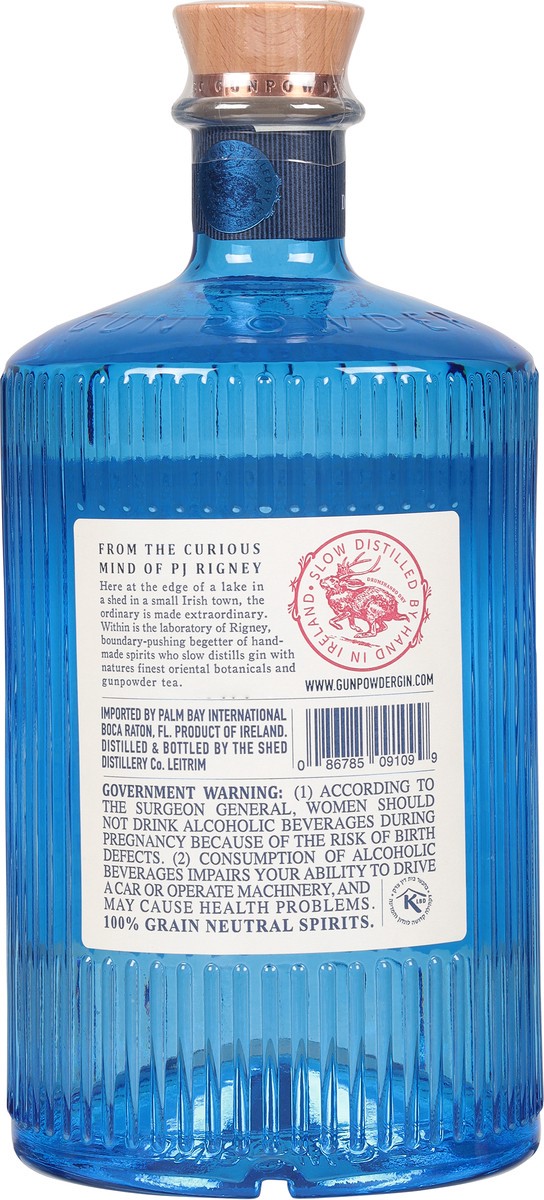 GUNPOWDER
GUNPOWDER
FROM THE CURIOUS
MIND OF PJ RIGNEY
Here at the edge of a lake in
a shed in a small Irish town, the
ordinary is made extraordinary.
Within is the laboratory of Rigney,
boundary-pushing begetter of hand-
made spirits who slow distills gin with
natures finest oriental botanicals and
gunpowder tea.
SLOW DISTILLED BY HAND IN IRELAND
WWW.GUNPOWDERGIN.COM
IMPORTED BY PALM BAY INTERNATIONAL
BOCA RATON, FL. PRODUCT OF IRELAND.
DISTILLED & BOTTLED BY THE SHED
DISTILLERY Co. LEITRIM
0 86785 09109 9
GOVERNMENT WARNING: (1) ACCORDING TO
THE SURGEON GENERAL, WOMEN SHOULD
NOT DRINK ALCOHOLIC BEVERAGES DURING
PREGNANCY BECAUSE OF THE RISK OF BIRTH
DEFECTS. (2) CONSUMPTION OF ALCOHOLIC
BEVERAGES IMPAIRS YOUR ABILITY TO DRIVE
A CAR OR OPERATE MACHINERY, AND
MAY CAUSE HEALTH PROBLEMS.
100% GRAIN NEUTRAL SPIRITS.
K LBD